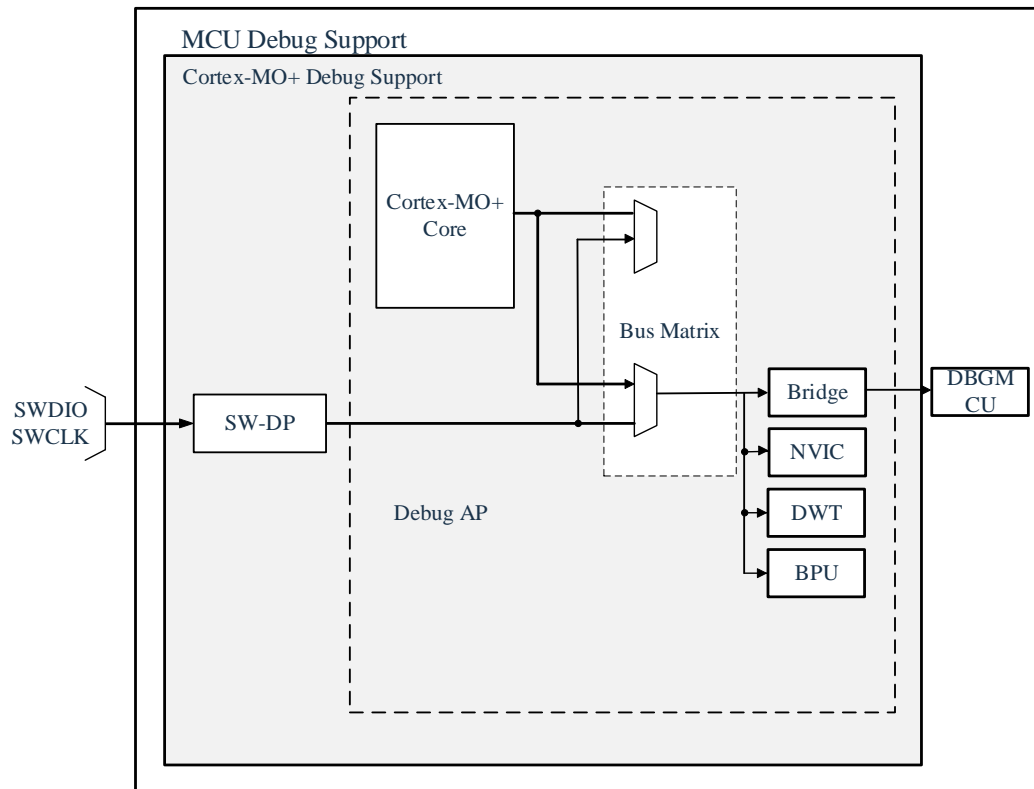 MCU Debug Support
Cortex-MO+ Debug Support
Cortex-MO+
Core
Bus Matrix
SWDIO
SWCLK
SW-DP
Bridge
DBGM
CU
NVIC
Debug AP
DWT
BPU